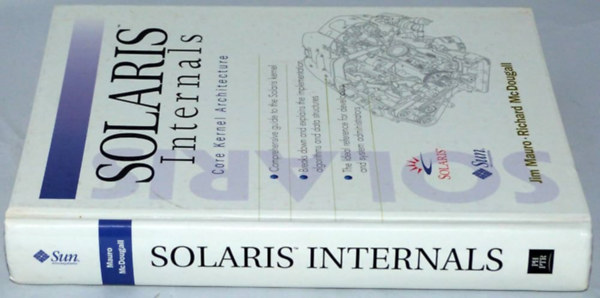 SOLARIS™
Internals
Core Kernel Architecture
• Comprehensive guide to the Solaris kernel
• Breaks down and explains the implementation,
algorithms and data structures
• The ideal reference for developers
and system administrators
SOLARIS
SOLARIS
Sun
Jim Mauro • Richard McDougall
Sun
Mauro
McDougall
SOLARIS™ INTERNALS
PH
PTR